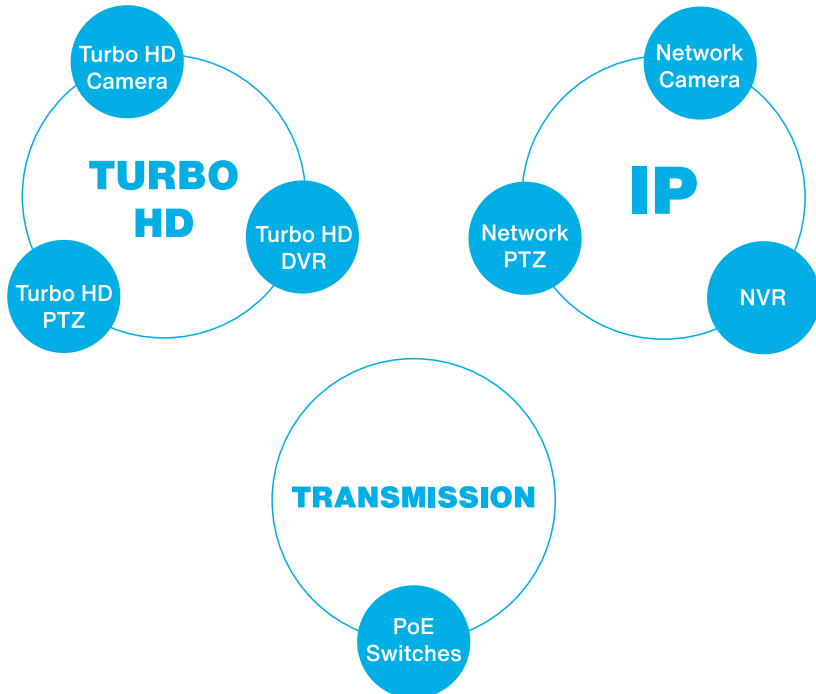 Turbo HD
Camera
TURBO
HD
Turbo HD
DVR
Turbo HD
PTZ
Network
Camera
IP
Network
PTZ
NVR
TRANSMISSION
PoE
Switches